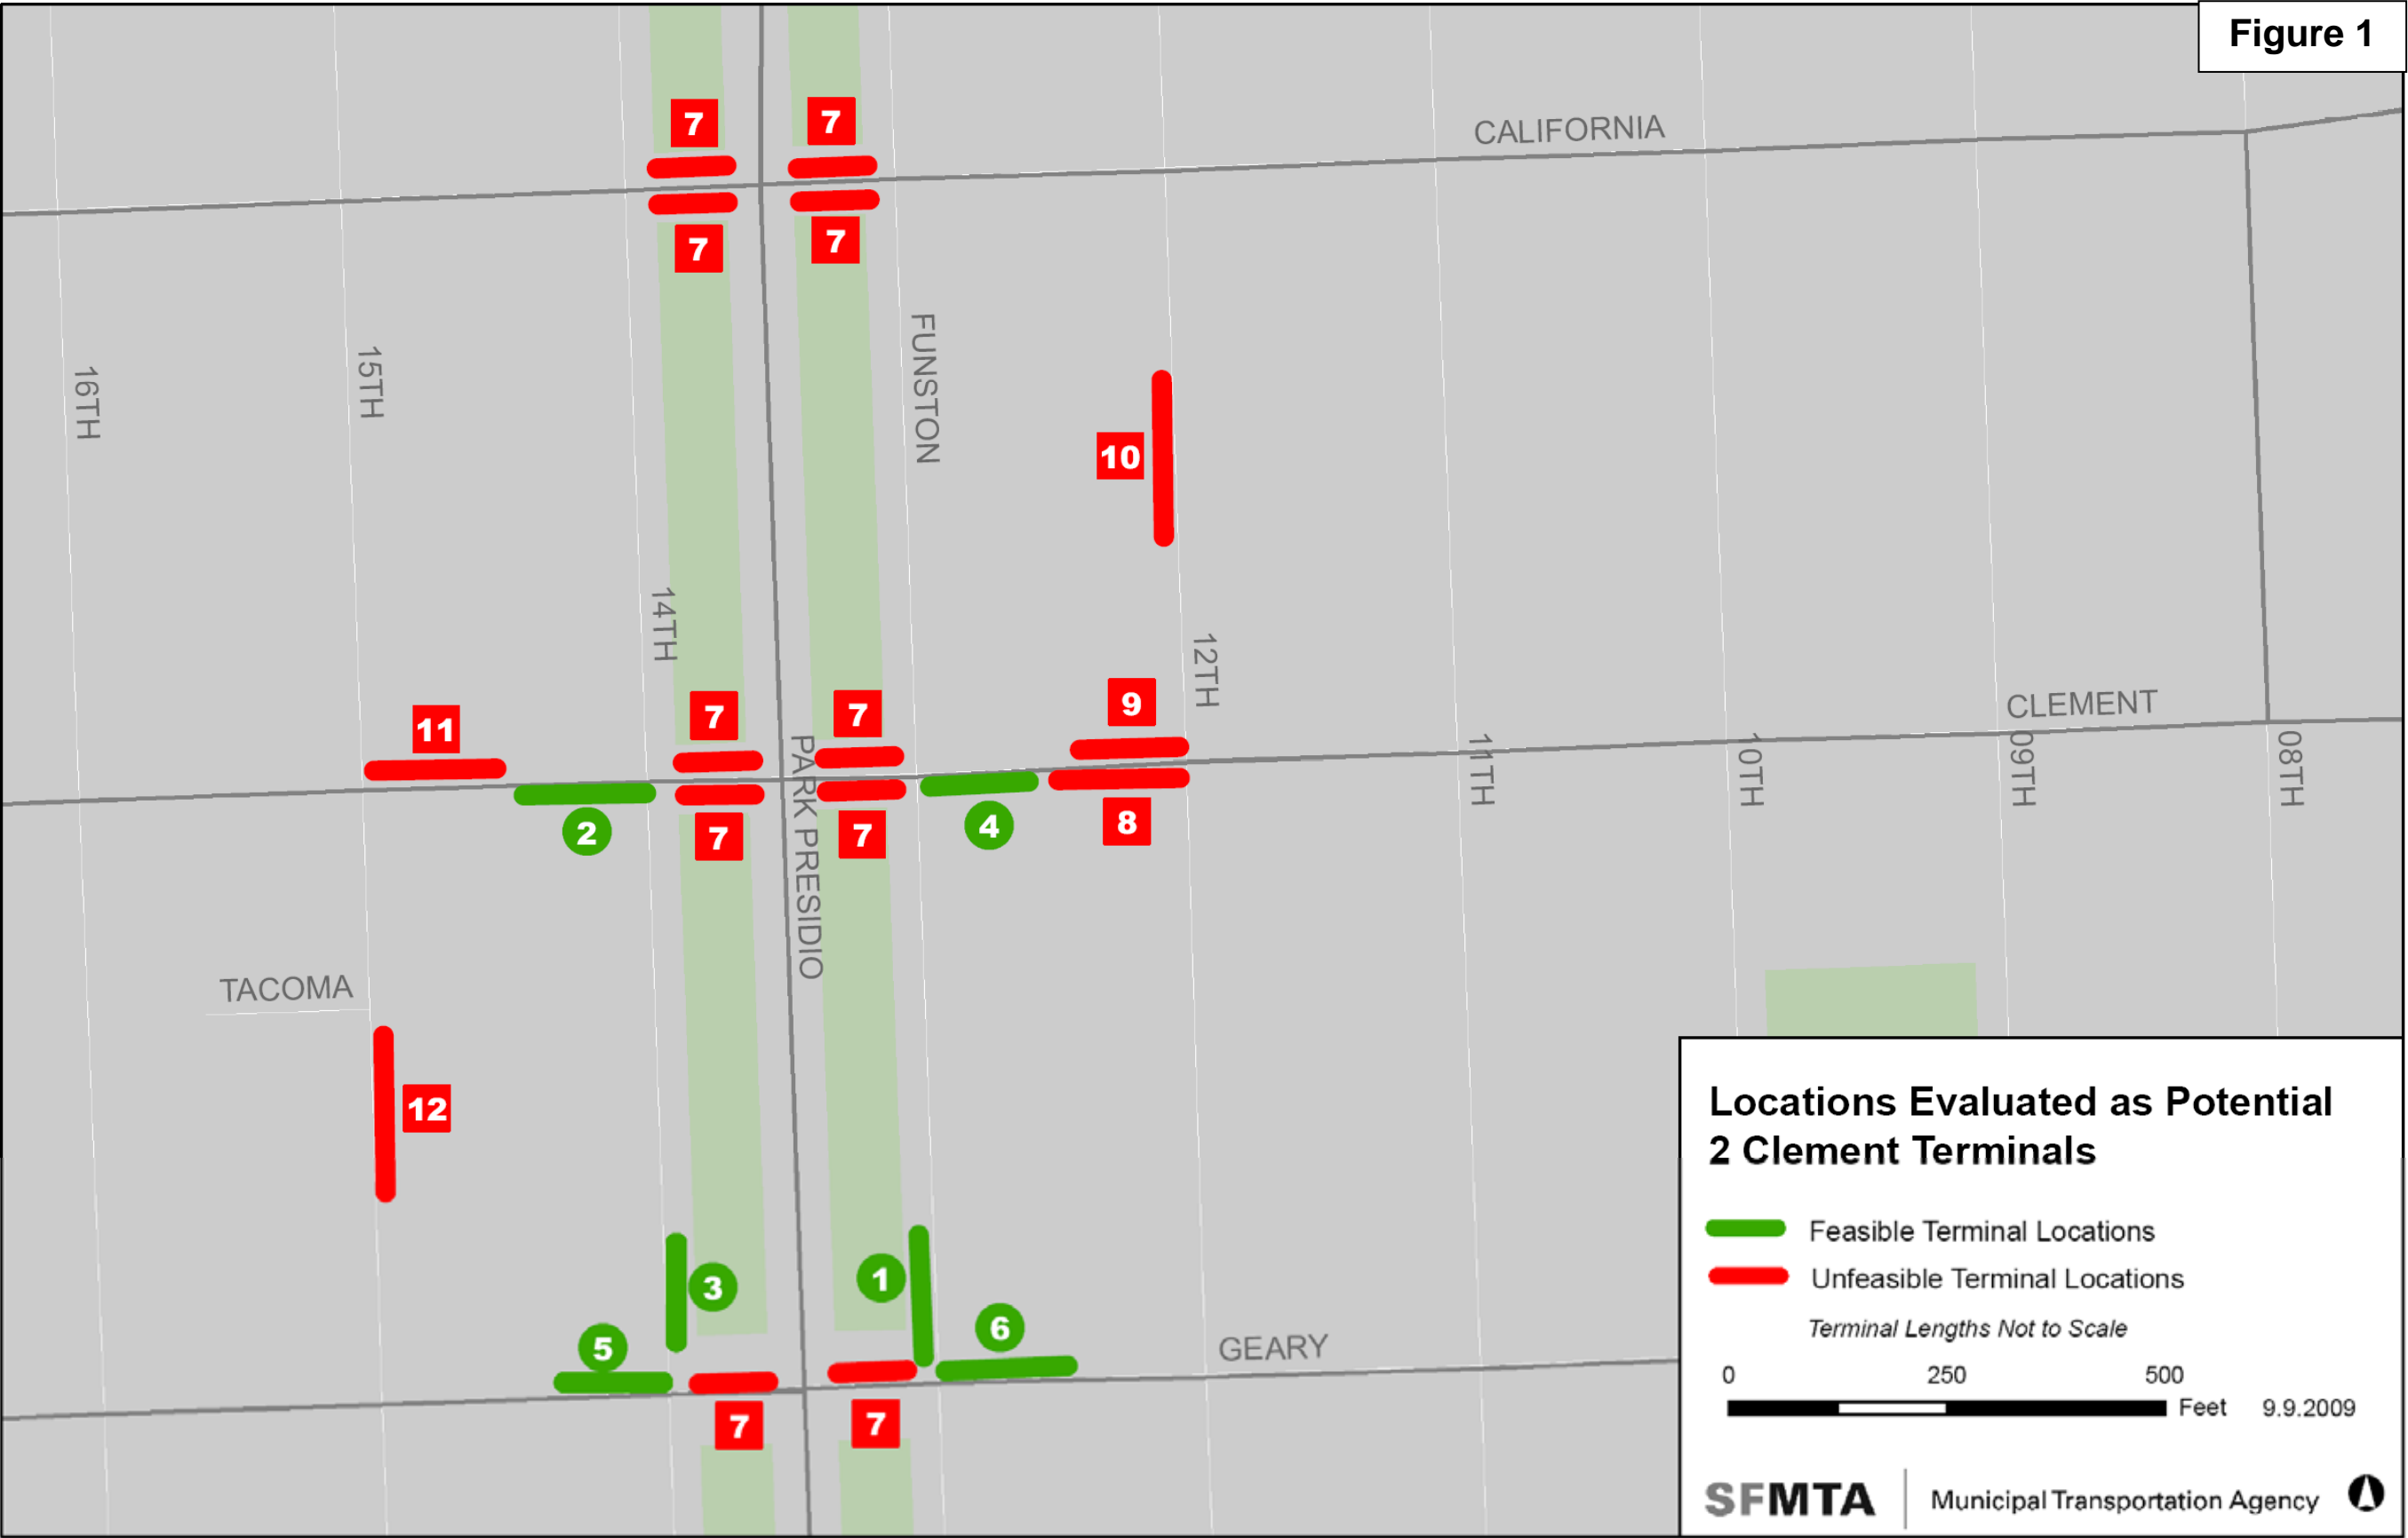 Figure 1
7
7
CALIFORNIA
7
7
FUNSTON
15TH
16TH
10
14TH
12TH
9
CLEMENT
11
7
7
PARK PRESIDIO
11TH
10TH
09TH
08TH
2
7
7
4
8
TACOMA
12
3
1
5
6
GEARY
7
7
Locations Evaluated as Potential
2 Clement Terminals
Feasible Terminal Locations
Unfeasible Terminal Locations
Terminal Lengths Not to Scale
0 250 500
Feet 9.9.2009
SFMTA Municipal Transportation Agency